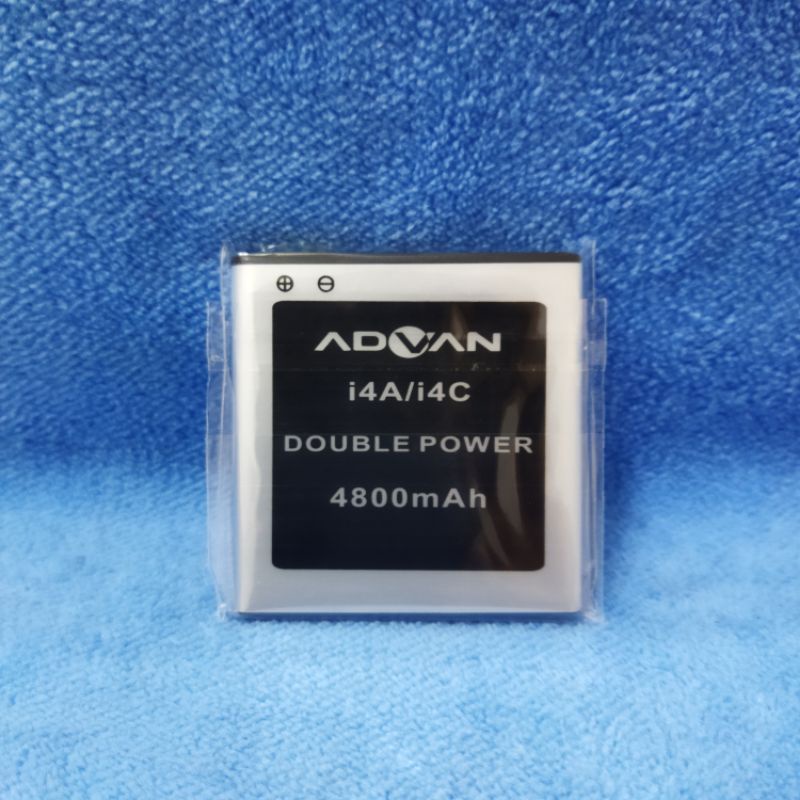 ⊕ ⊖
ADVAN
i4A/i4C
DOUBLE POWER
4800mAh